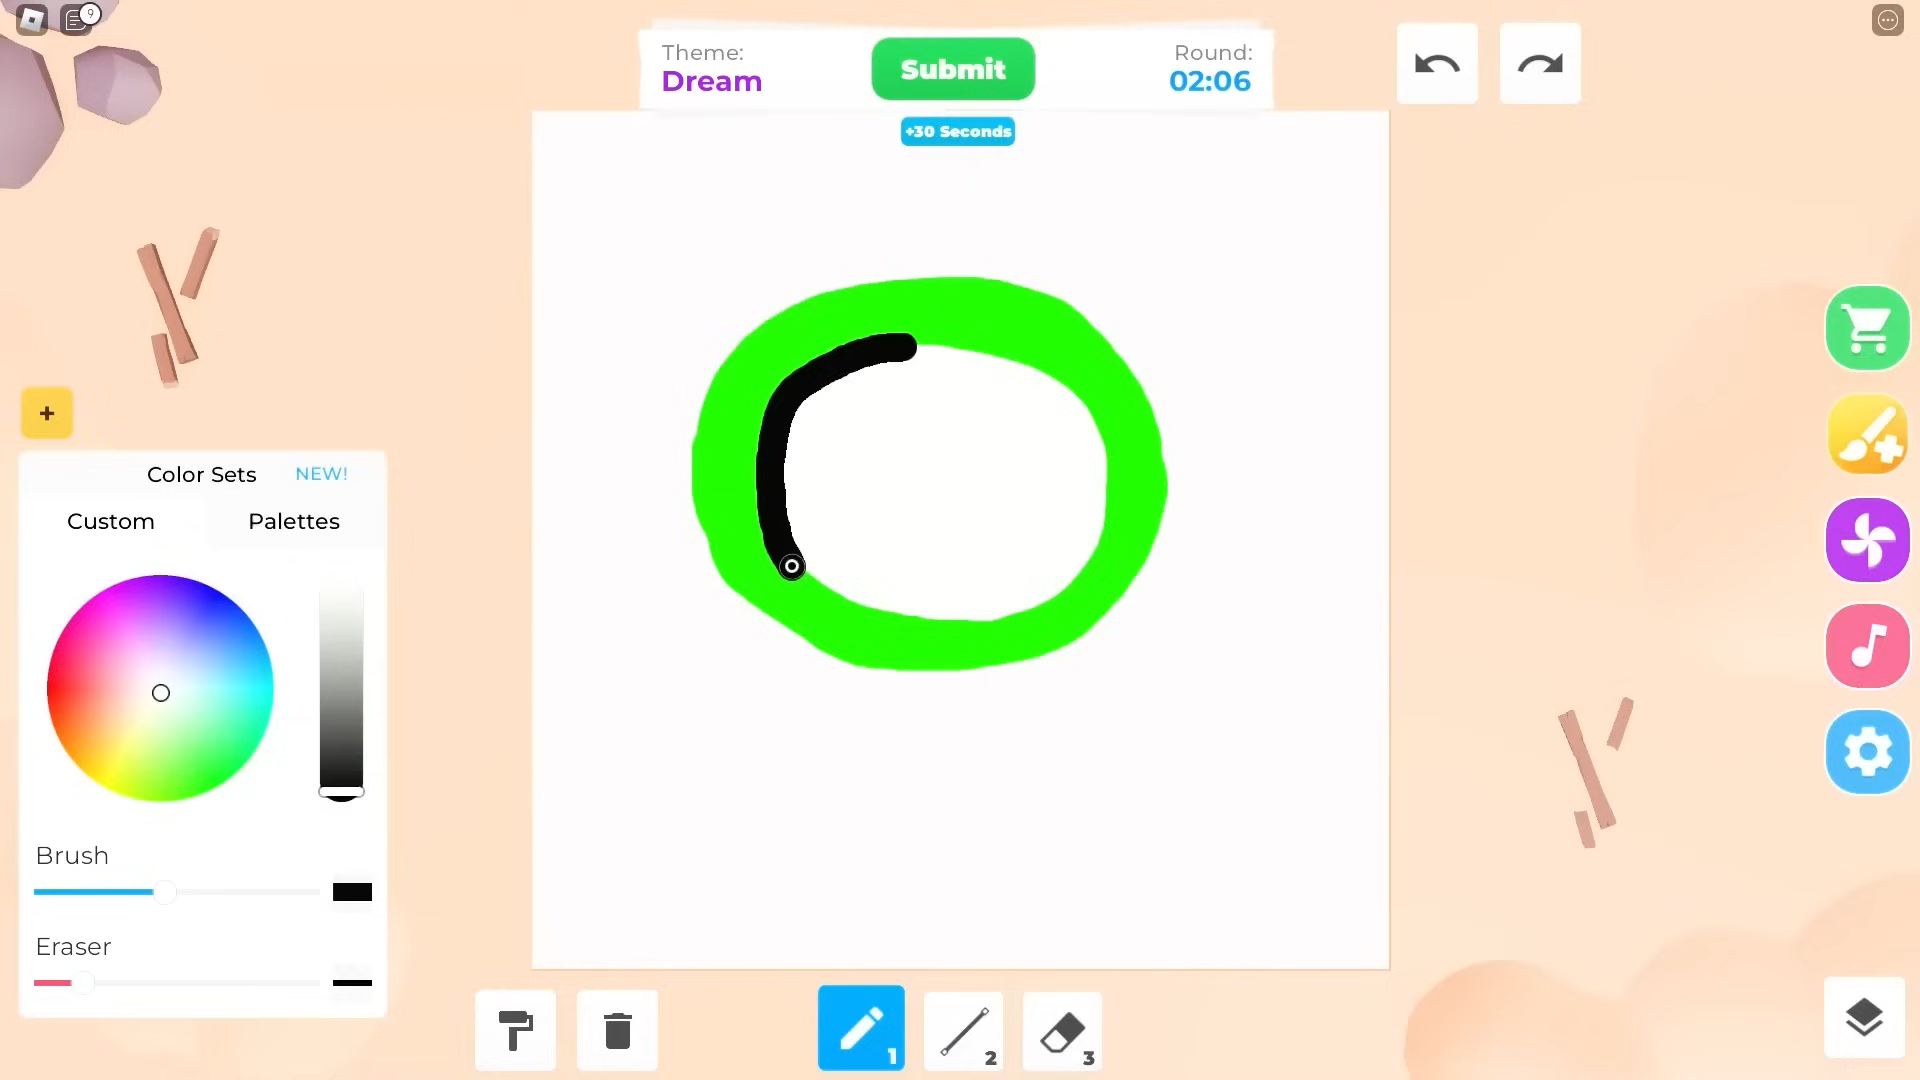 9
Theme:
Dream
Submit
Round:
02:06
+30 Seconds
+
Color Sets
NEW!
Custom
Palettes
Brush
Eraser
1
2
3